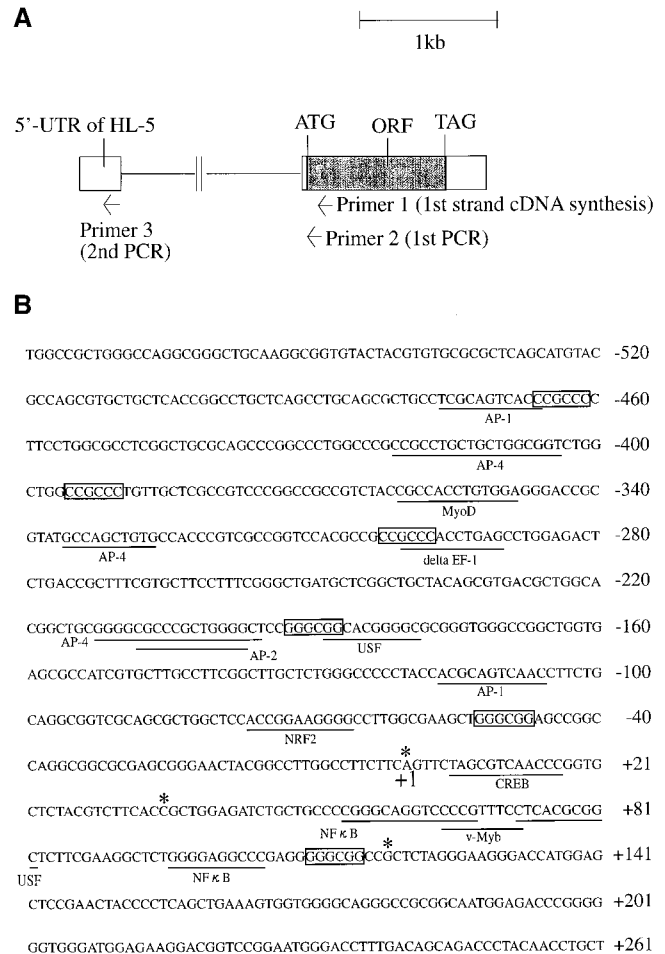 A
1kb
5'-UTR of HL-5
ATG
ORF
TAG
Primer 1 (1st strand cDNA synthesis)
Primer 3
(2nd PCR)
Primer 2 (1st PCR)
B
TGGCCGCTGGGCCAGGCGGGCTGCAAGGCGGTGTACTACGTGTGCGCGCTCAGCATGTAC -520
GCCAGCGTGCTGCTCACCGGCCTGCTCAGCCTGCAGCGCTGCCTCGCAGTCACCCGCCCC -460
AP-1
TTCCTGGCGCCTCGGCTGCGCAGCCCGGCCCTGGCCCGCCGCCTGCTGCTGGCGGTCTGG -400
AP-4
CTGGCCGCCCTGTTGCTCGCCGTCCCGGCCGCCGTCTACCGCCACCTGTGGAGGGACCGC -340
MyoD
GTATGCCAGCTGTGCCACCCGTCGCCGGTCCACGCCGCCGCCCACCTGAGCCTGGAGACT -280
AP-4
delta EF-1
CTGACCGCTTTCGTGCTTCCTTTCGGGCTGATGCTCGGCTGCTACAGCGTGACGCTGGCA -220
CGGCTGCGGGGCGCCCGCTGGGGCTCCGGGCGGCACGGGGCGCGGGTGGGCCGGCTGGTG -160
AP-4
AP-2
USF
AGCGCCATCGTGCTTGCCTTCGGCTTGCTCTGGGCCCCCTACCACGCAGTCAACCTTCTG -100
AP-1
CAGGCGGTCGCAGCGCTGGCTCCACCGGAAGGGGCCTTGGCGAAGCTGGGCGGAGCCGGC -40
NRF2
*
CAGGCGGCGCGAGCGGGAACTACGGCCTTGGCCTTCTTCAGTTCTAGCGTCAACCCGGTG +21
+1
CREB
*
CTCTACGTCTTCACCGCTGGAGATCTGCTGCCCCGGGCAGGTCCCCGTTTCCTCACGCGG +81
NFκB
v-Myb
*
CTCTTCGAAGGCTCTGGGGAGGCCCGAGGGGGGCGGCCGCTCTAGGGAAGGGACCATGGAG +141
USF
NFκB
CTCCGAACTACCCCTCAGCTGAAAGTGGTGGGGCAGGGCCGCGGCAATGGAGACCCGGGG +201
GGTGGGATGGAGAAGGACGGTCCGGAATGGGACCTTTGACAGCAGACCCTACAACCTGCT +261